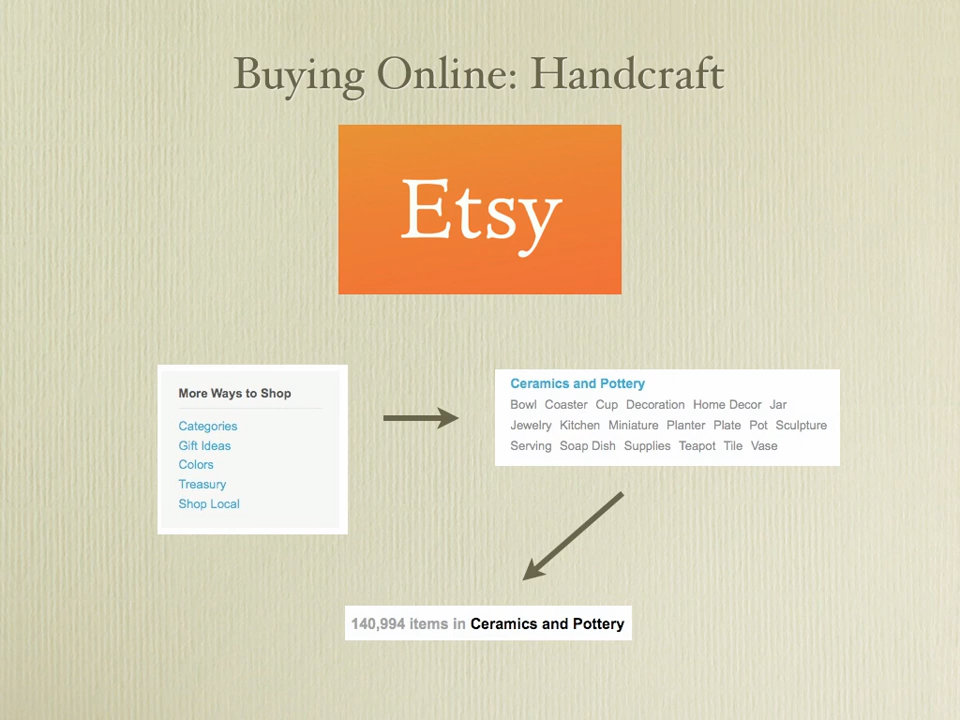 Buying Online: Handcraft
Etsy
More Ways to Shop
Categories
Gift Ideas
Colors
Treasury
Shop Local
Ceramics and Pottery
Bowl Coaster Cup Decoration Home Decor Jar
Jewelry Kitchen Miniature Planter Plate Pot Sculpture
Serving Soap Dish Supplies Teapot Tile Vase
140,994 items in Ceramics and Pottery